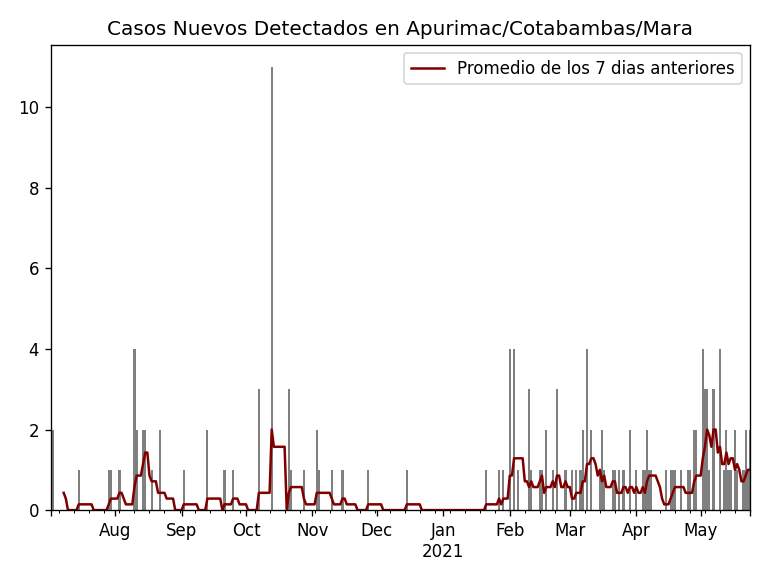 Casos Nuevos Detectados en Apurimac/Cotabambas/Mara
Promedio de los 7 dias anteriores
10
8
6
4
2
0
Aug Sep Oct Nov Dec Jan Feb Mar Apr May
2021